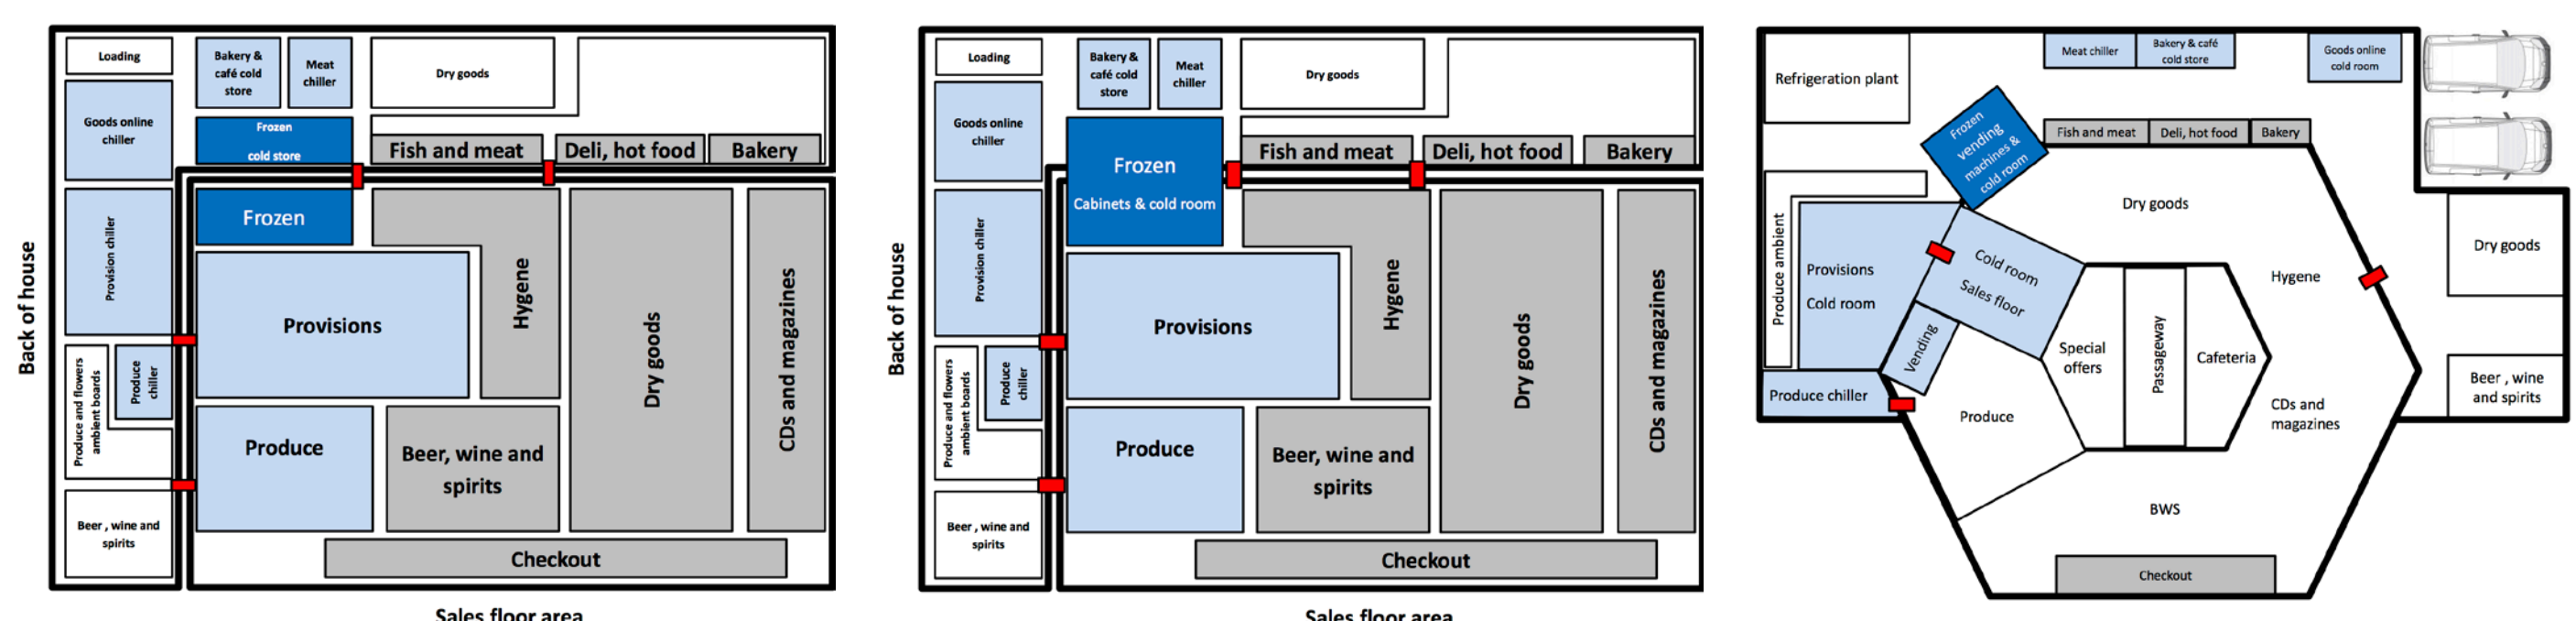 Loading
Bakery &
café cold
store
Meat
chiller
Dry goods
Goods online
chiller
Frozen
cold store
Fish and meat
Deli, hot food
Bakery
Back of house
Provision chiller
Frozen
Provisions
Hygene
Dry goods
CDs and magazines
Produce and flowers
ambient boards
Produce
chiller
Produce
Beer, wine and
spirits
Beer , wine and
spirits
Checkout
Sales floor area
Loading
Bakery &
café cold
store
Meat
chiller
Dry goods
Goods online
chiller
Frozen
Cabinets & cold room
Fish and meat
Deli, hot food
Bakery
Back of house
Provision chiller
Provisions
Hygene
Dry goods
CDs and magazines
Produce and flowers
ambient boards
Produce
chiller
Produce
Beer, wine and
spirits
Beer , wine and
spirits
Checkout
Sales floor area
Refrigeration plant
Meat chiller
Bakery & café
cold store
Goods online
cold room
Frozen
vending
machines &
cold room
Fish and meat
Deli, hot food
Bakery
Dry goods
Produce ambient
Provisions
Cold room
Cold room
Sales floor
Hygene
Dry goods
Vending
Special
offers
Passageway
Cafeteria
Produce chiller
Produce
CDs and
magazines
Beer , wine
and spirits
BWS
Checkout